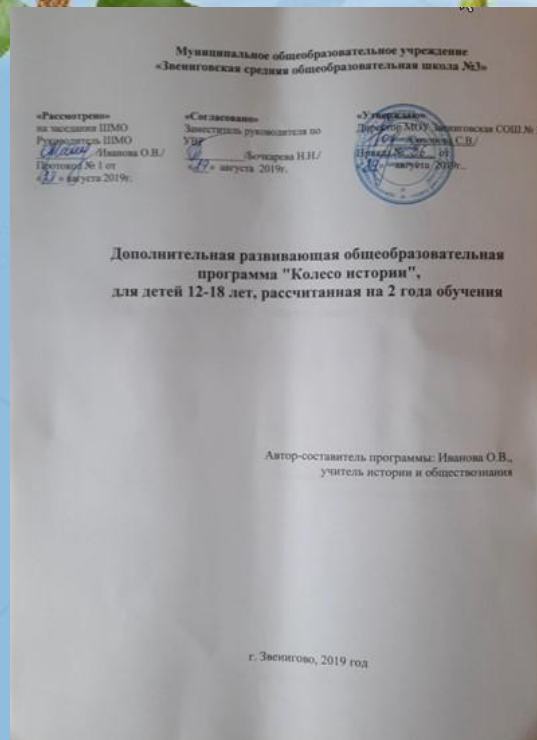 Муниципальное общеобразовательное учреждение
«Звениговская средняя общеобразовательная школа №3»
«Рассмотрено»
на заседании ШМО
Руководитель ШМО
/Иванова О.В./
Протокол № 1 от
« » августа 2019г.
«Согласовано»
Заместитель руководителя по
УВР
/Бочкарева Н.Н./
«29» августа 2019г.
«Утверждаю»
Директор МОУ Звениговская СОШ №
С.В./
Приказ № от
« » августа 2019г.
Дополнительная развивающая общеобразовательная
программа "Колесо истории",
для детей 12-18 лет, рассчитанная на 2 года обучения
Автор-составитель программы: Иванова О.В.,
учитель истории и обществознания
г. Звенигово, 2019 год